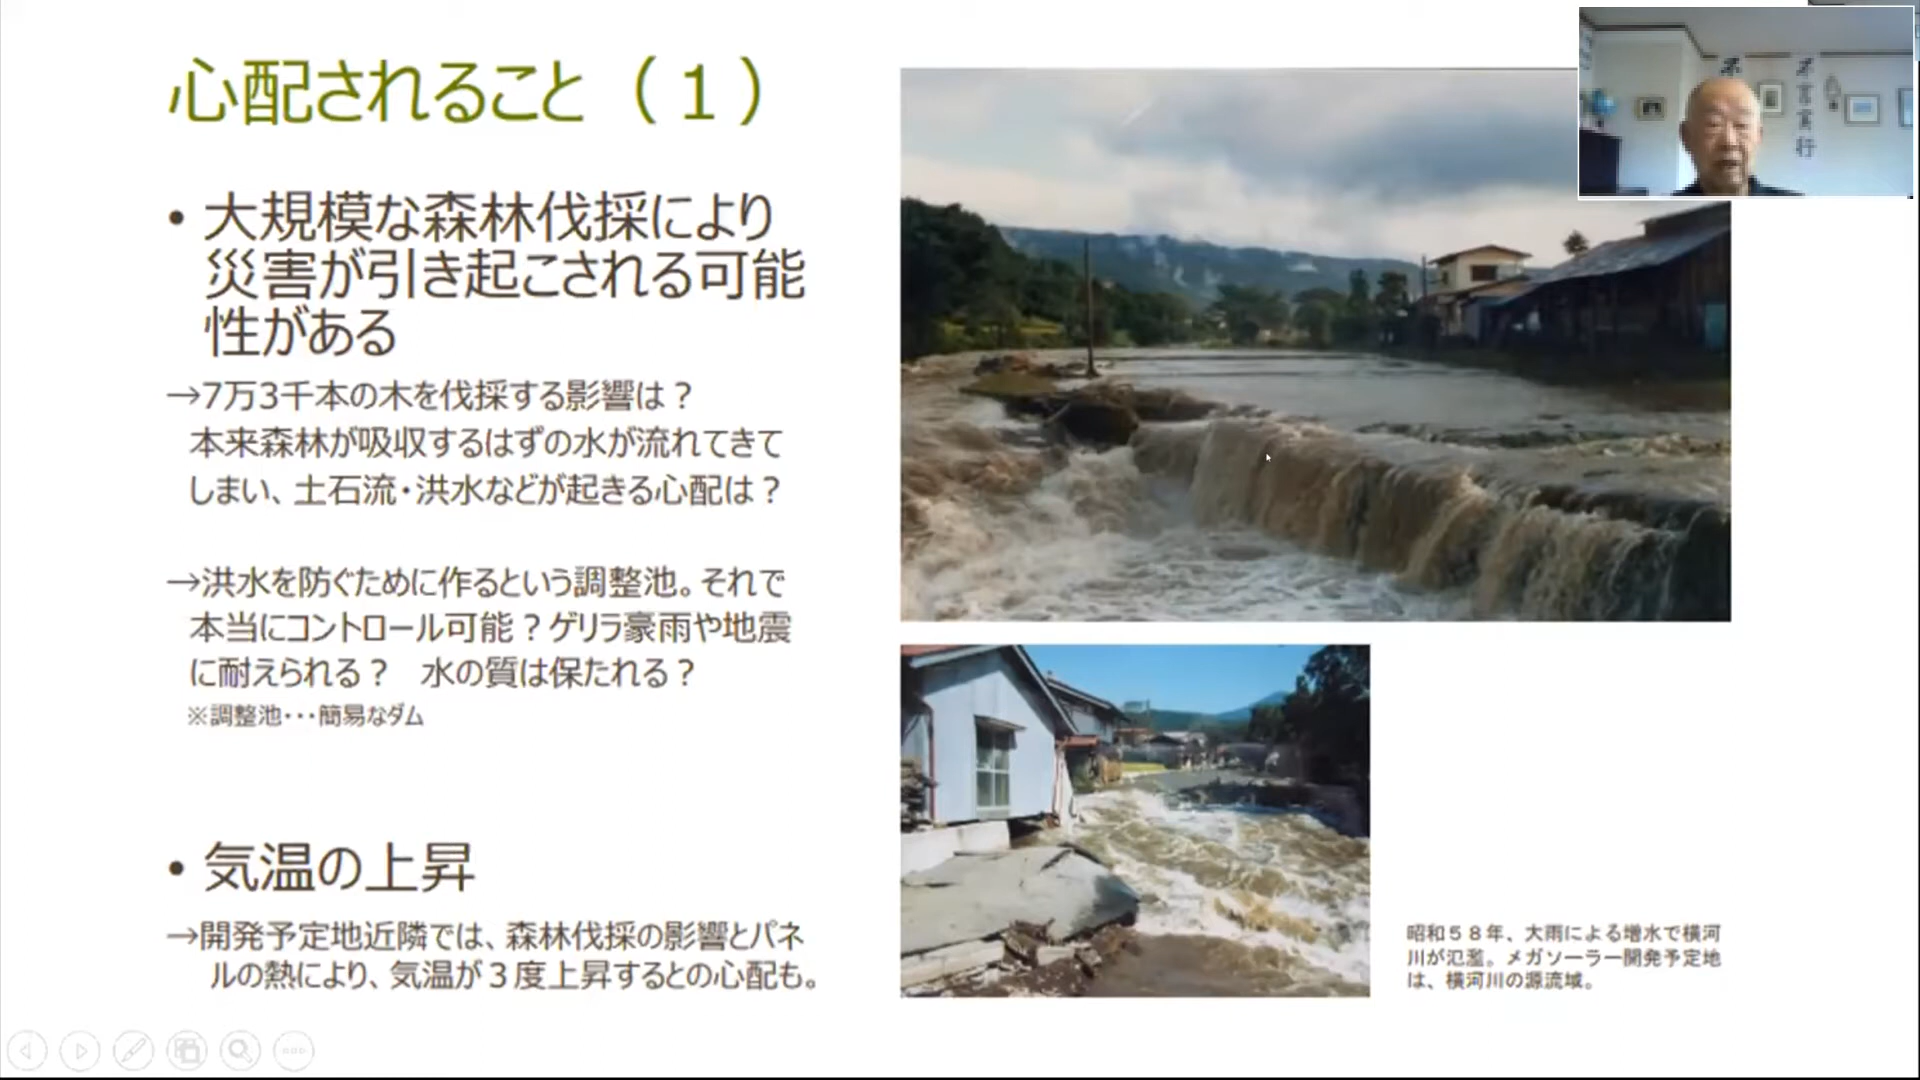 心配されること（１）
• 大規模な森林伐採により
災害が引き起こされる可能
性がある
→7万3千本の木を伐採する影響は？
本来森林が吸収するはずの水が流れてきて
しまい、土石流・洪水などが起きる心配は？
→洪水を防ぐために作るという調整池。それで
本当にコントロール可能？ゲリラ豪雨や地震
に耐えられる？　水の質は保たれる？
※調整池･･･簡易なダム
• 気温の上昇
→開発予定地近隣では、森林伐採の影響とパネ
ルの熱により、気温が３度上昇するとの心配も。
昭和５８年、大雨による増水で横河
川が氾濫。メガソーラー開発予定地
は、横河川の源流域。
不言実行